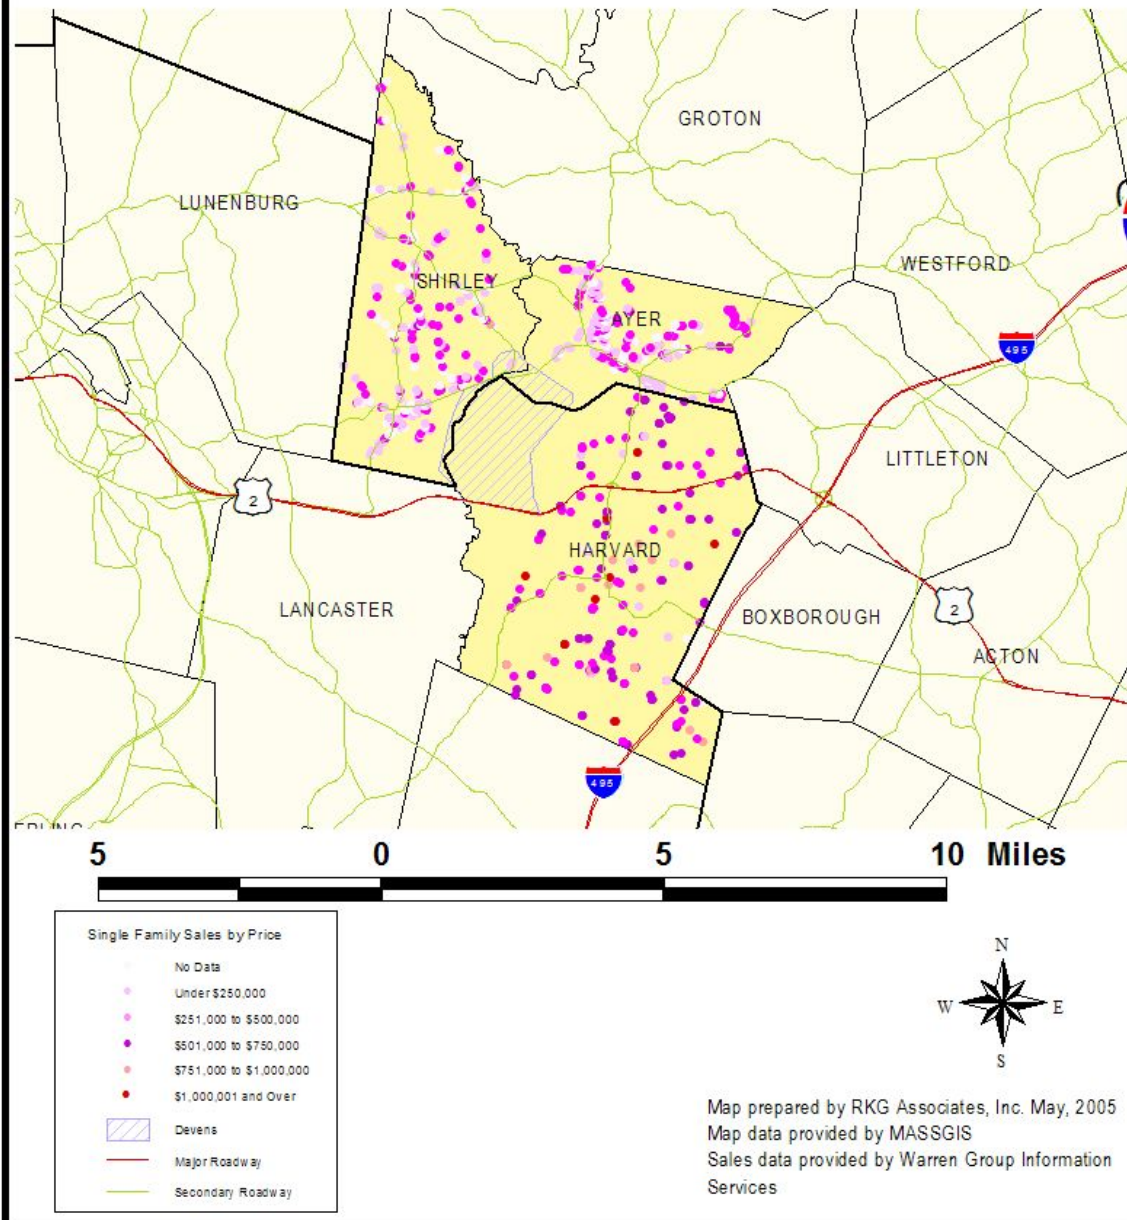 GROTON
LUNENBURG
WESTFORD
SHIRLEY
AYER
495
LITTLETON
2
HARVARD
LANCASTER
BOXBOROUGH
2
ACTON
495
5 0 5 10 Miles
Single Family Sales by Price
No Data
Under $250,000
$251,000 to $500,000
$501,000 to $750,000
$751,000 to $1,000,000
$1,000,001 and Over
Devens
Major Roadway
Secondary Roadway
N
W E
S
Map prepared by RKG Associates, Inc. May, 2005
Map data provided by MASSGIS
Sales data provided by Warren Group Information
Services